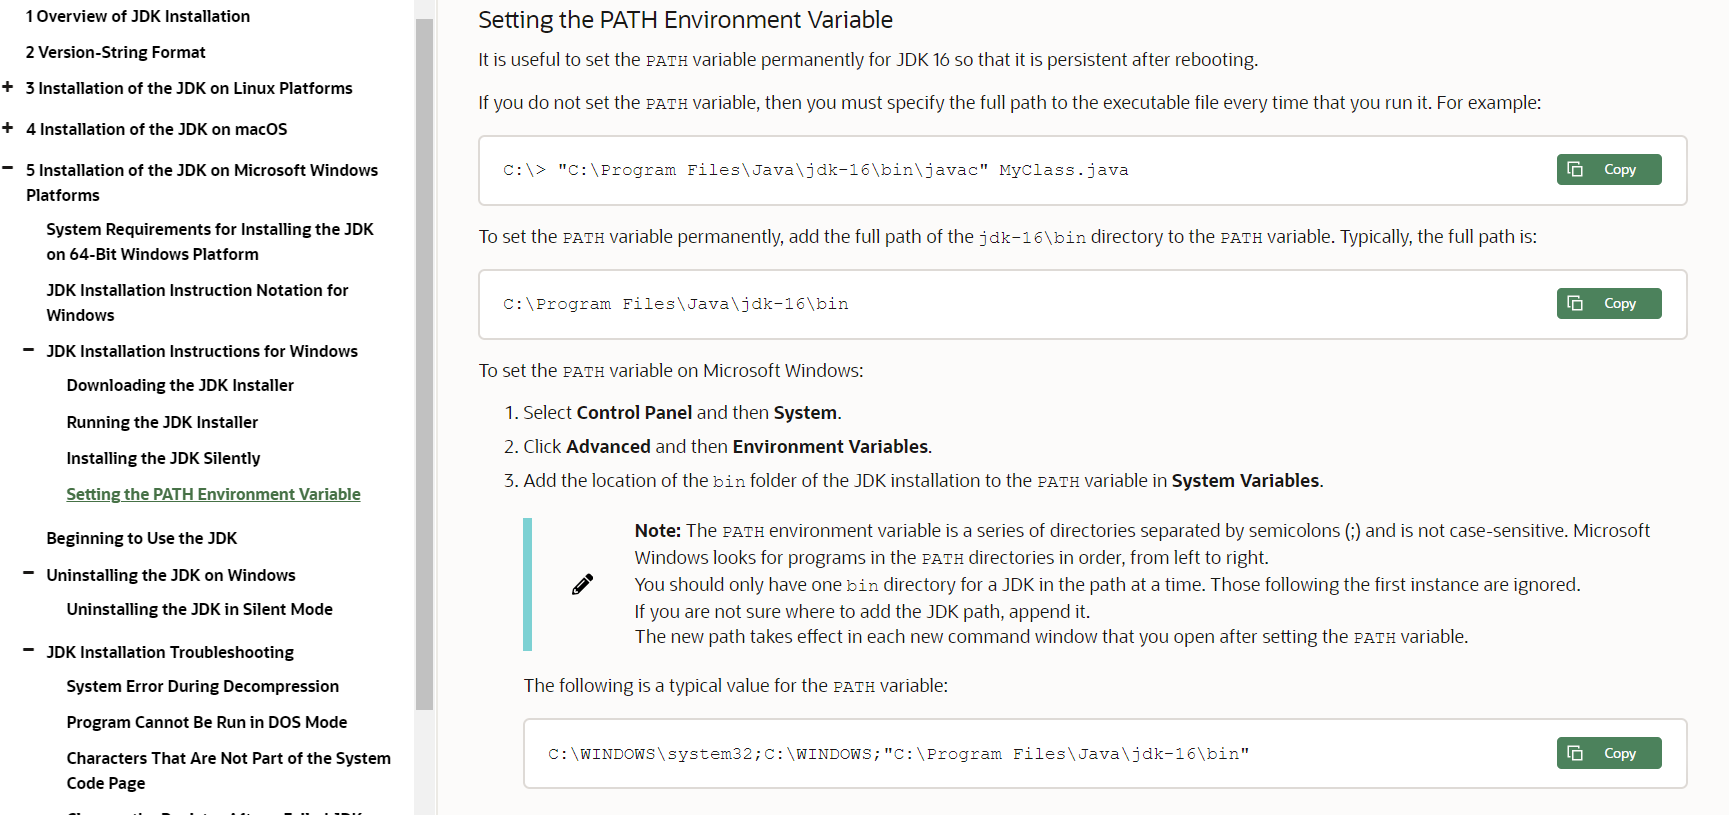 1 Overview of JDK Installation
2 Version-String Format
3 Installation of the JDK on Linux Platforms
4 Installation of the JDK on macOS
5 Installation of the JDK on Microsoft Windows
Platforms
System Requirements for Installing the JDK
on 64-Bit Windows Platform
JDK Installation Instruction Notation for
Windows
JDK Installation Instructions for Windows
Downloading the JDK Installer
Running the JDK Installer
Installing the JDK Silently
Setting the PATH Environment Variable
Beginning to Use the JDK
Uninstalling the JDK on Windows
Uninstalling the JDK in Silent Mode
JDK Installation Troubleshooting
System Error During Decompression
Program Cannot Be Run in DOS Mode
Characters That Are Not Part of the System
Code Page
Setting the PATH Environment Variable
It is useful to set the PATH variable permanently for JDK 16 so that it is persistent after rebooting.
If you do not set the PATH variable, then you must specify the full path to the executable file every time that you run it. For example:
C:\> "C:\Program Files\Java\jdk-16\bin\javac" MyClass.java
Copy
To set the PATH variable permanently, add the full path of the jdk-16\bin directory to the PATH variable. Typically, the full path is:
C:\Program Files\Java\jdk-16\bin
Copy
To set the PATH variable on Microsoft Windows:
1. Select Control Panel and then System.
2. Click Advanced and then Environment Variables.
3. Add the location of the bin folder of the JDK installation to the PATH variable in System Variables.
Note: The PATH environment variable is a series of directories separated by semicolons (;) and is not case-sensitive. Microsoft
Windows looks for programs in the PATH directories in order, from left to right.
You should only have one bin directory for a JDK in the path at a time. Those following the first instance are ignored.
If you are not sure where to add the JDK path, append it.
The new path takes effect in each new command window that you open after setting the PATH variable.
The following is a typical value for the PATH variable:
C:\WINDOWS\system32;C:\WINDOWS;"C:\Program Files\Java\jdk-16\bin"
Copy